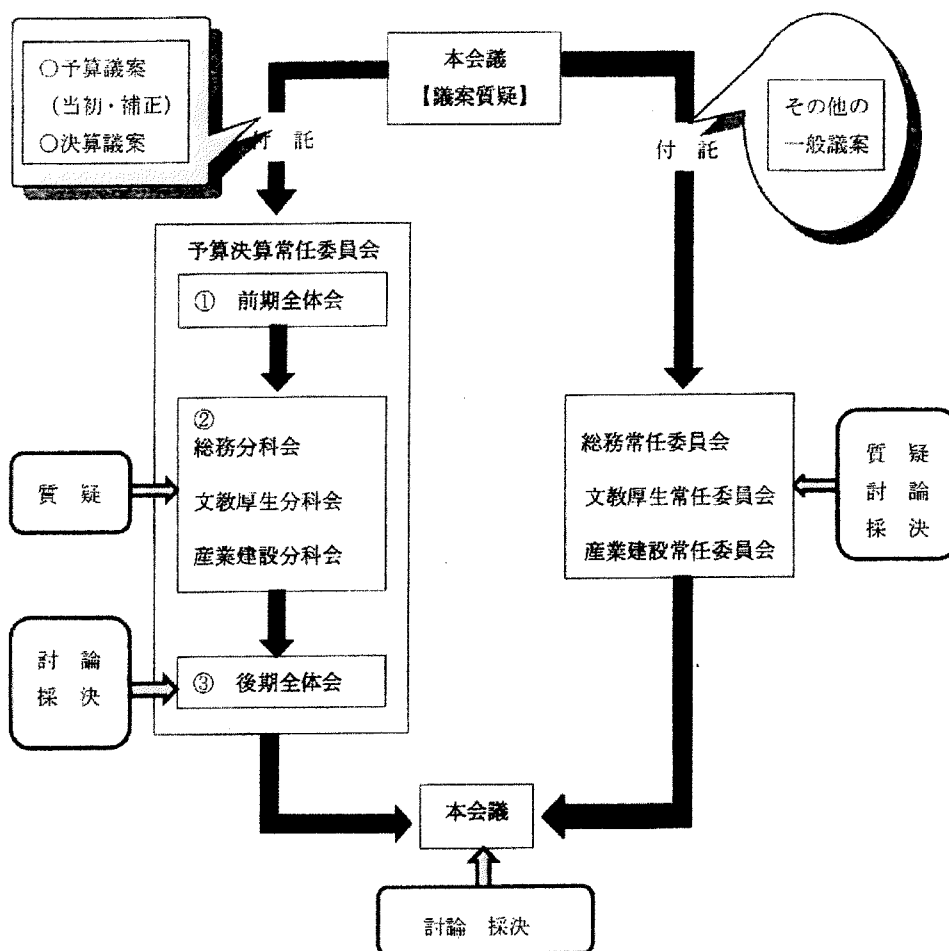 ○予算議案
（当初・補正）
○決算議案
本会議
【議案質疑】
その他の
一般議案
付 託
付 託
予算決算常任委員会
① 前期全体会
②
総務分科会
文教厚生分科会
産業建設分科会
③ 後期全体会
質 疑
討 論
採 決
総務常任委員会
文教厚生常任委員会
産業建設常任委員会
質 疑
討 論
採 決
本会議
討論 採決